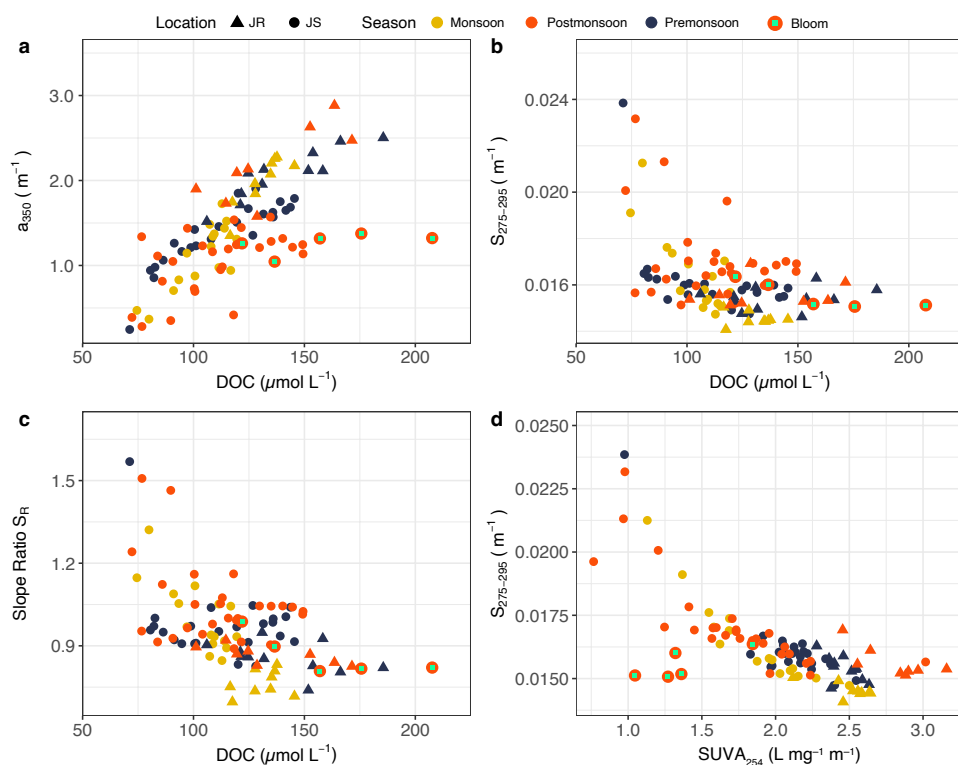 Location JR JS Season Monsoon Postmonsoon Premonsoon Bloom
a
3.0
2.0
1.0
50 100 150 200
a350 ( m−1)
DOC (µmol L−1)
b
0.024
0.020
0.016
50 100 150 200
S275−295 ( m−1)
DOC (µmol L−1)
c
1.5
1.2
0.9
50 100 150 200
Slope Ratio SR
DOC (µmol L−1)
d
0.0250
0.0225
0.0200
0.0175
0.0150
1.0 1.5 2.0 2.5 3.0
S275−295 ( m−1)
SUVA254 (L mg−1 m−1)